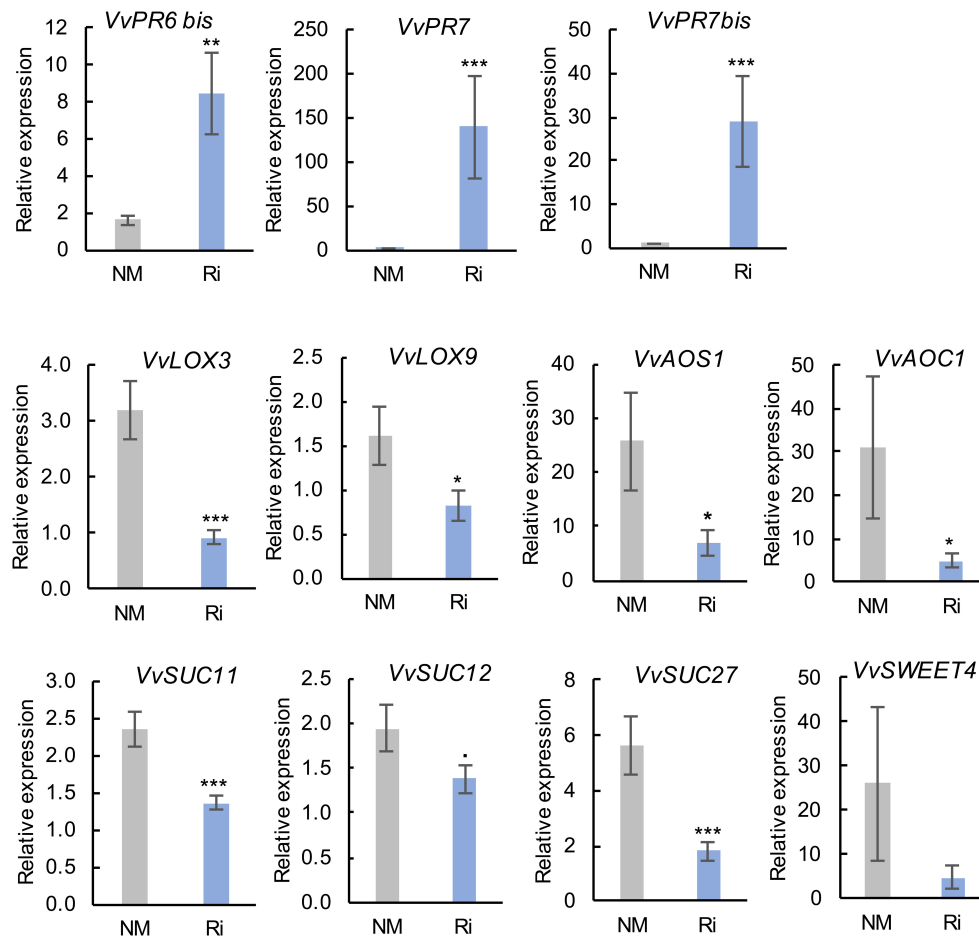 VvPR6 bis
Relative expression
12
10
8
6
4
2
0
**
NM
Ri
VvPR7
Relative expression
250
200
150
100
50
0
***
NM
Ri
VvPR7bis
Relative expression
50
40
30
20
10
0
***
NM
Ri
VvLOX3
Relative expression
4.0
3.0
2.0
1.0
0.0
***
NM
Ri
VvLOX9
Relative expression
2.5
2.0
1.5
1.0
0.5
0.0
*
NM
Ri
VvAOS1
Relative expression
40
30
20
10
0
*
NM
Ri
VvAOC1
Relative expression
50
40
30
20
10
0
*
NM
Ri
VvSUC11
Relative expression
3.0
2.5
2.0
1.5
1.0
0.5
0.0
***
NM
Ri
VvSUC12
Relative expression
2.5
2.0
1.5
1.0
0.5
0.0
.
NM
Ri
VvSUC27
Relative expression
8
6
4
2
0
***
NM
Ri
VvSWEET4
Relative expression
50
40
30
20
10
0
NM
Ri